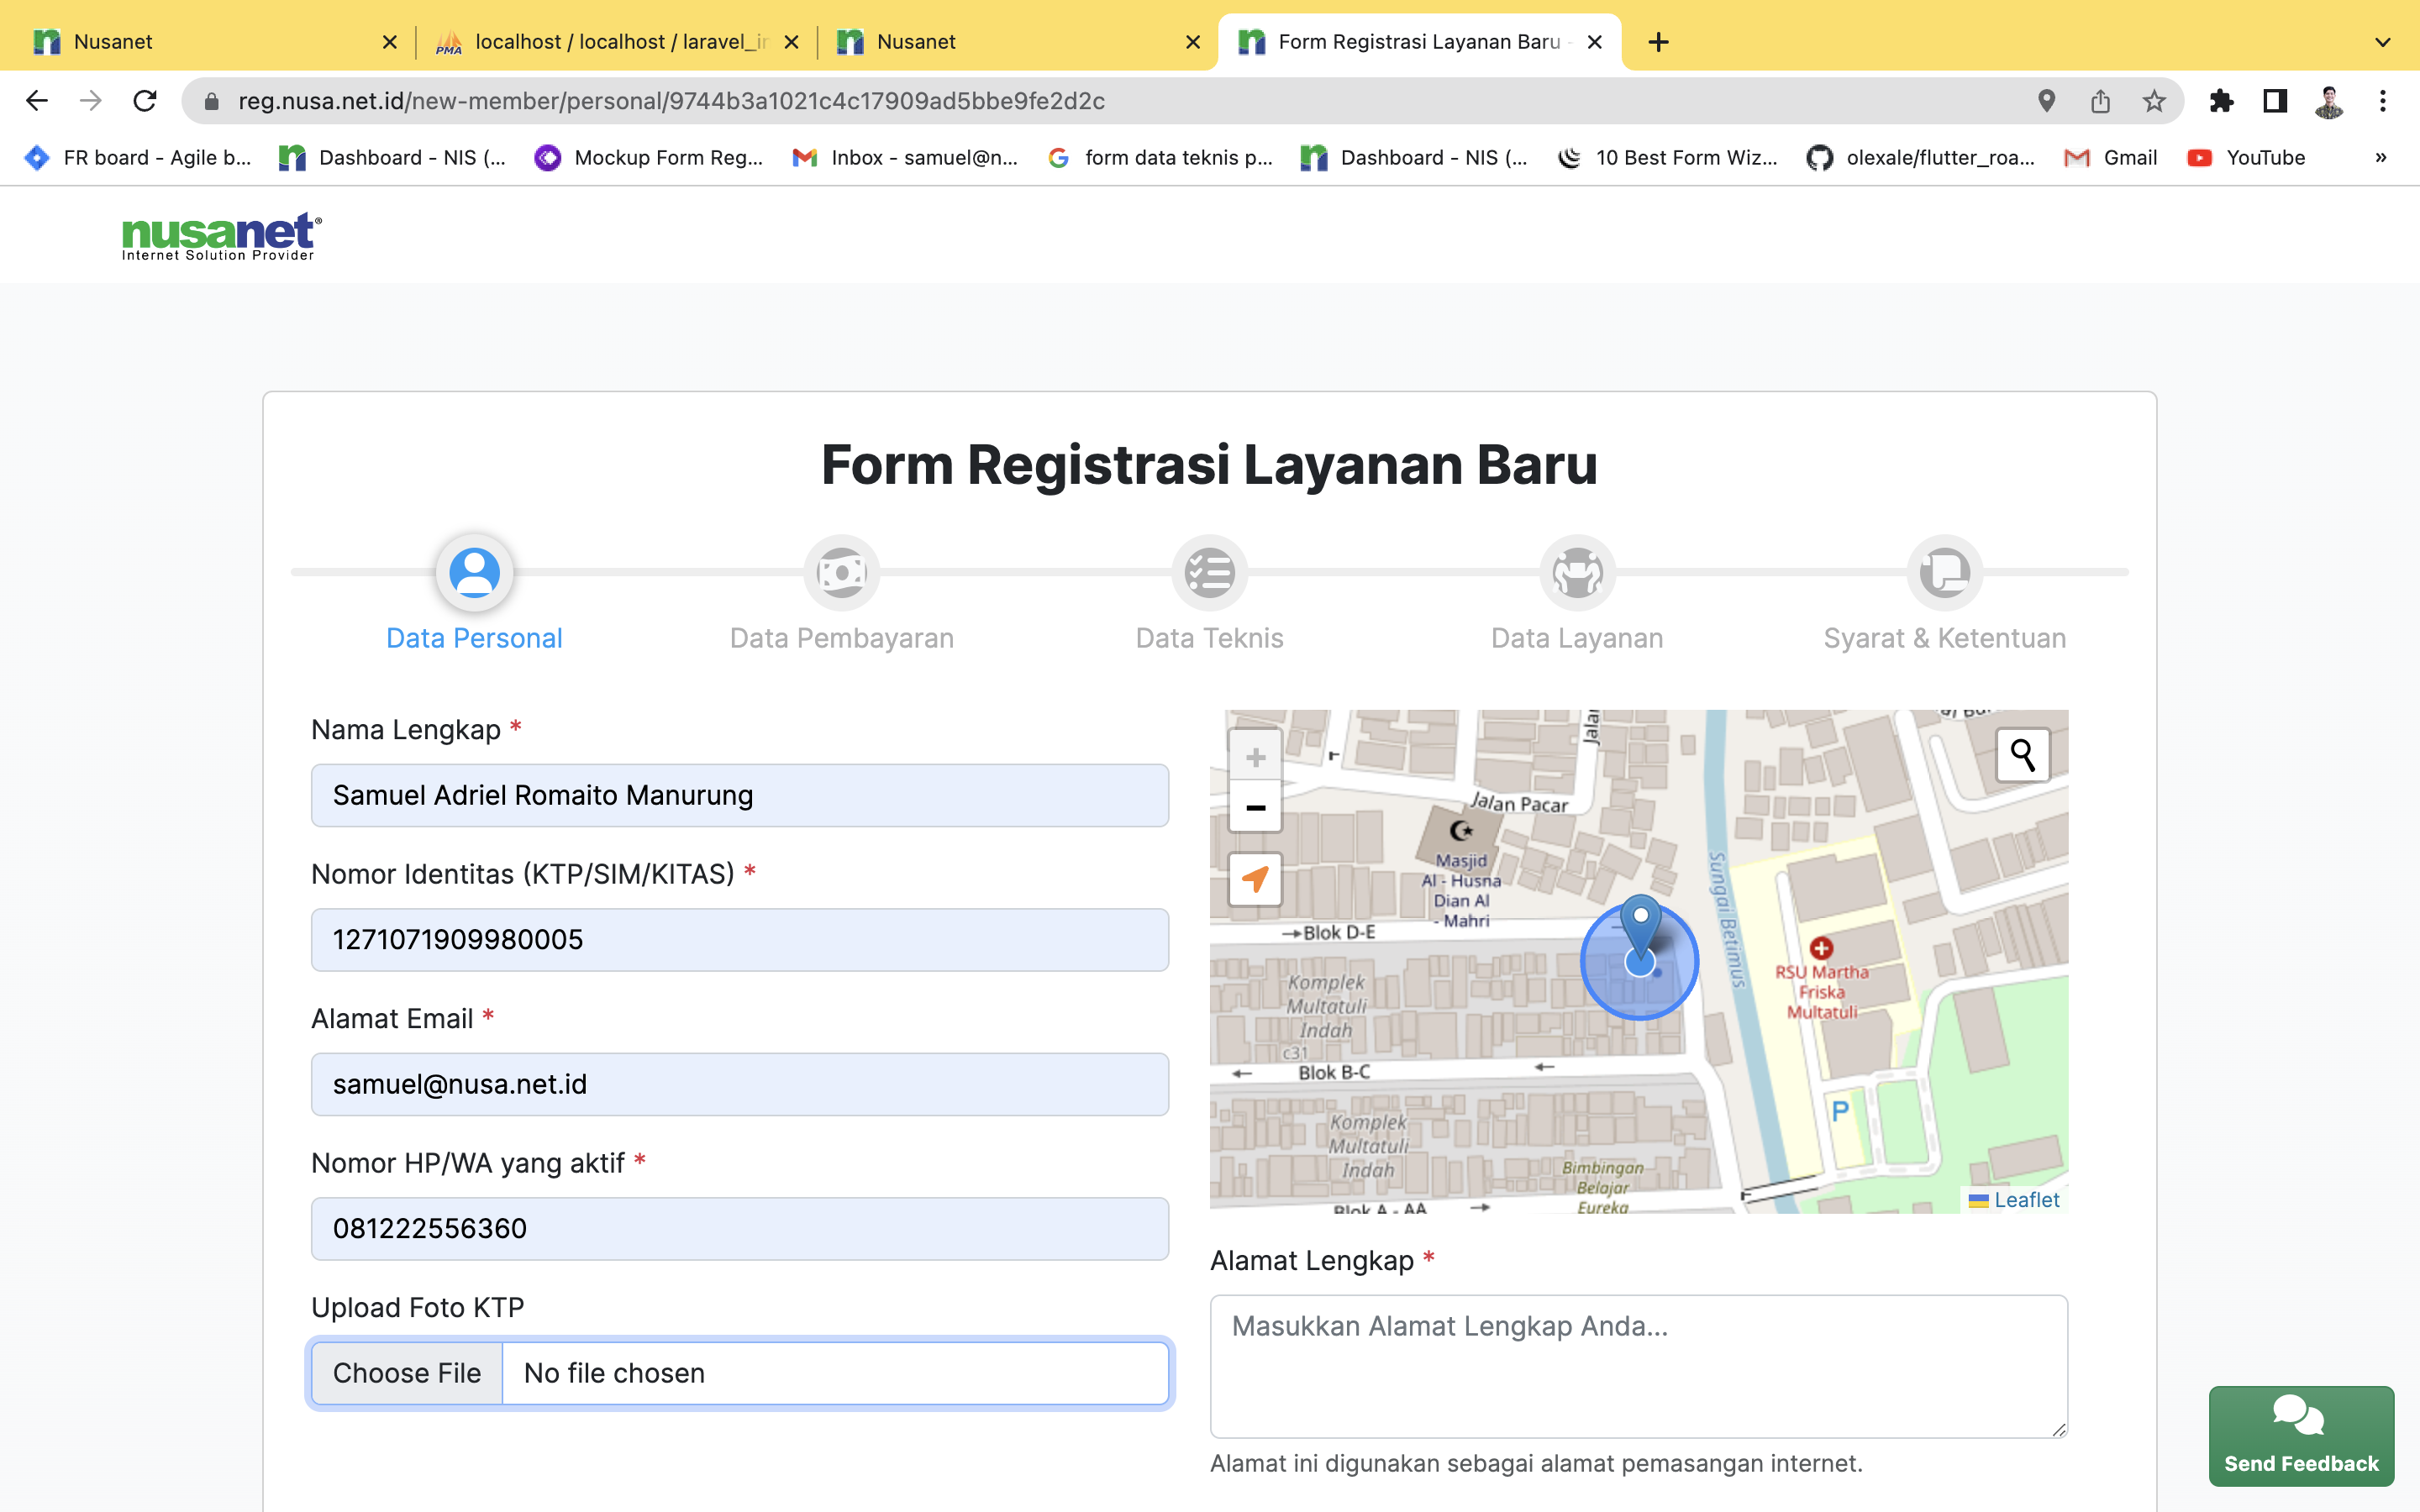 Nusanet
localhost / localhost / laravel_in
Nusanet
Form Registrasi Layanan Baru -
reg.nusa.net.id/new-member/personal/9744b3a1021c4c17909ad5bbe9fe2d2c
FR board - Agile b...
Dashboard - NIS (...
Mockup Form Reg...
Inbox - samuel@n...
form data teknis p...
Dashboard - NIS (...
10 Best Form Wiz...
olexale/flutter_roa...
Gmail
YouTube
»
nusanet®
Internet Solution Provider
Form Registrasi Layanan Baru
Data Personal
Data Pembayaran
Data Teknis
Data Layanan
Syarat & Ketentuan
Nama Lengkap *
Samuel Adriel Romaito Manurung
Nomor Identitas (KTP/SIM/KITAS) *
1271071909980005
Alamat Email *
samuel@nusa.net.id
Nomor HP/WA yang aktif *
081222556360
Upload Foto KTP
Choose File
No file chosen
+
−
Jalan
Jalan Pacar
Masjid
Al - Husna
Dian Al
- Mahri
Blok D-E
Sungai Betimus
RSU Martha
Friska
Multatuli
Komplek
Multatuli
Indah
c31
Blok B-C
P
Komplek
Multatuli
Indah
Bimbingan
Belajar
Eureka
Blok A - AA
Leaflet
Alamat Lengkap *
Masukkan Alamat Lengkap Anda...
Alamat ini digunakan sebagai alamat pemasangan internet.
Send Feedback